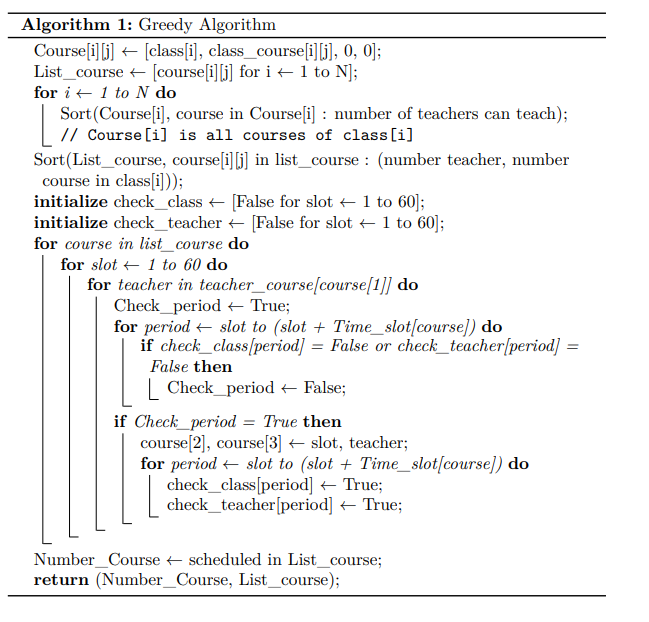 Algorithm 1: Greedy Algorithm
Course[i][j] ← [class[i], class_course[i][j], 0, 0];
List_course ← [course[i][j] for i ← 1 to N];
for i ← 1 to N do
Sort(Course[i], course in Course[i] : number of teachers can teach);
// Course[i] is all courses of class[i]
Sort(List_course, course[i][j] in list_course : (number teacher, number
course in class[i]));
initialize check_class ← [False for slot ← 1 to 60];
initialize check_teacher ← [False for slot ← 1 to 60];
for course in list_course do
for slot ← 1 to 60 do
for teacher in teacher_course[course[1]] do
Check_period ← True;
for period ← slot to (slot + Time_slot[course]) do
if check_class[period] = False or check_teacher[period] =
False then
Check_period ← False;
if Check_period = True then
course[2], course[3] ← slot, teacher;
for period ← slot to (slot + Time_slot[course]) do
check_class[period] ← True;
check_teacher[period] ← True;
Number_Course ← scheduled in List_course;
return (Number_Course, List_course);